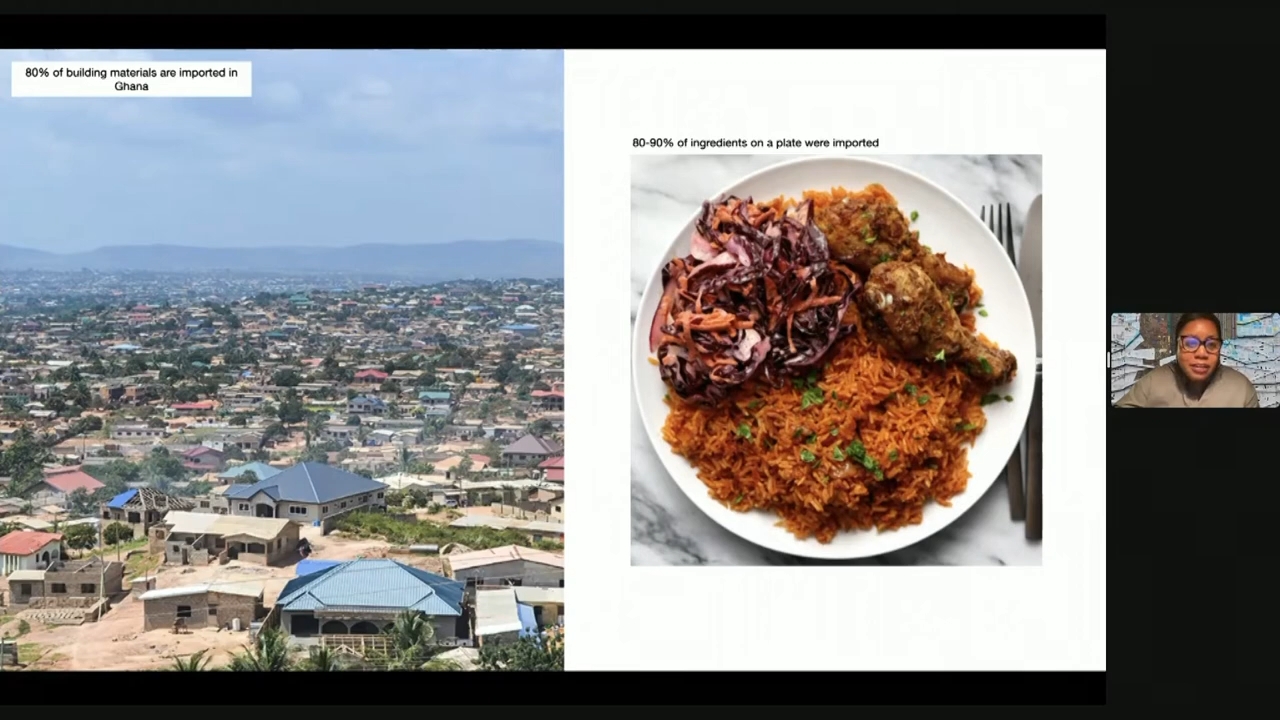 80% of building materials are imported in
Ghana
80-90% of ingredients on a plate were imported